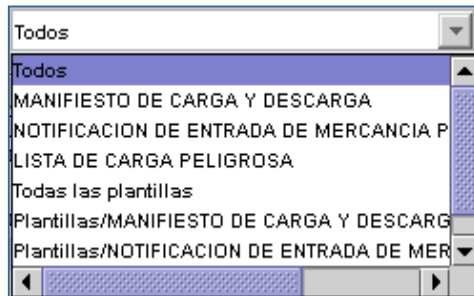 Todos
Todos
MANIFIESTO DE CARGA Y DESCARGA
NOTIFICACION DE ENTRADA DE MERCANCIA P
LISTA DE CARGA PELIGROSA
Todas las plantillas
Plantillas/MANIFIESTO DE CARGA Y DESCARG
Plantillas/NOTIFICACION DE ENTRADA DE MER